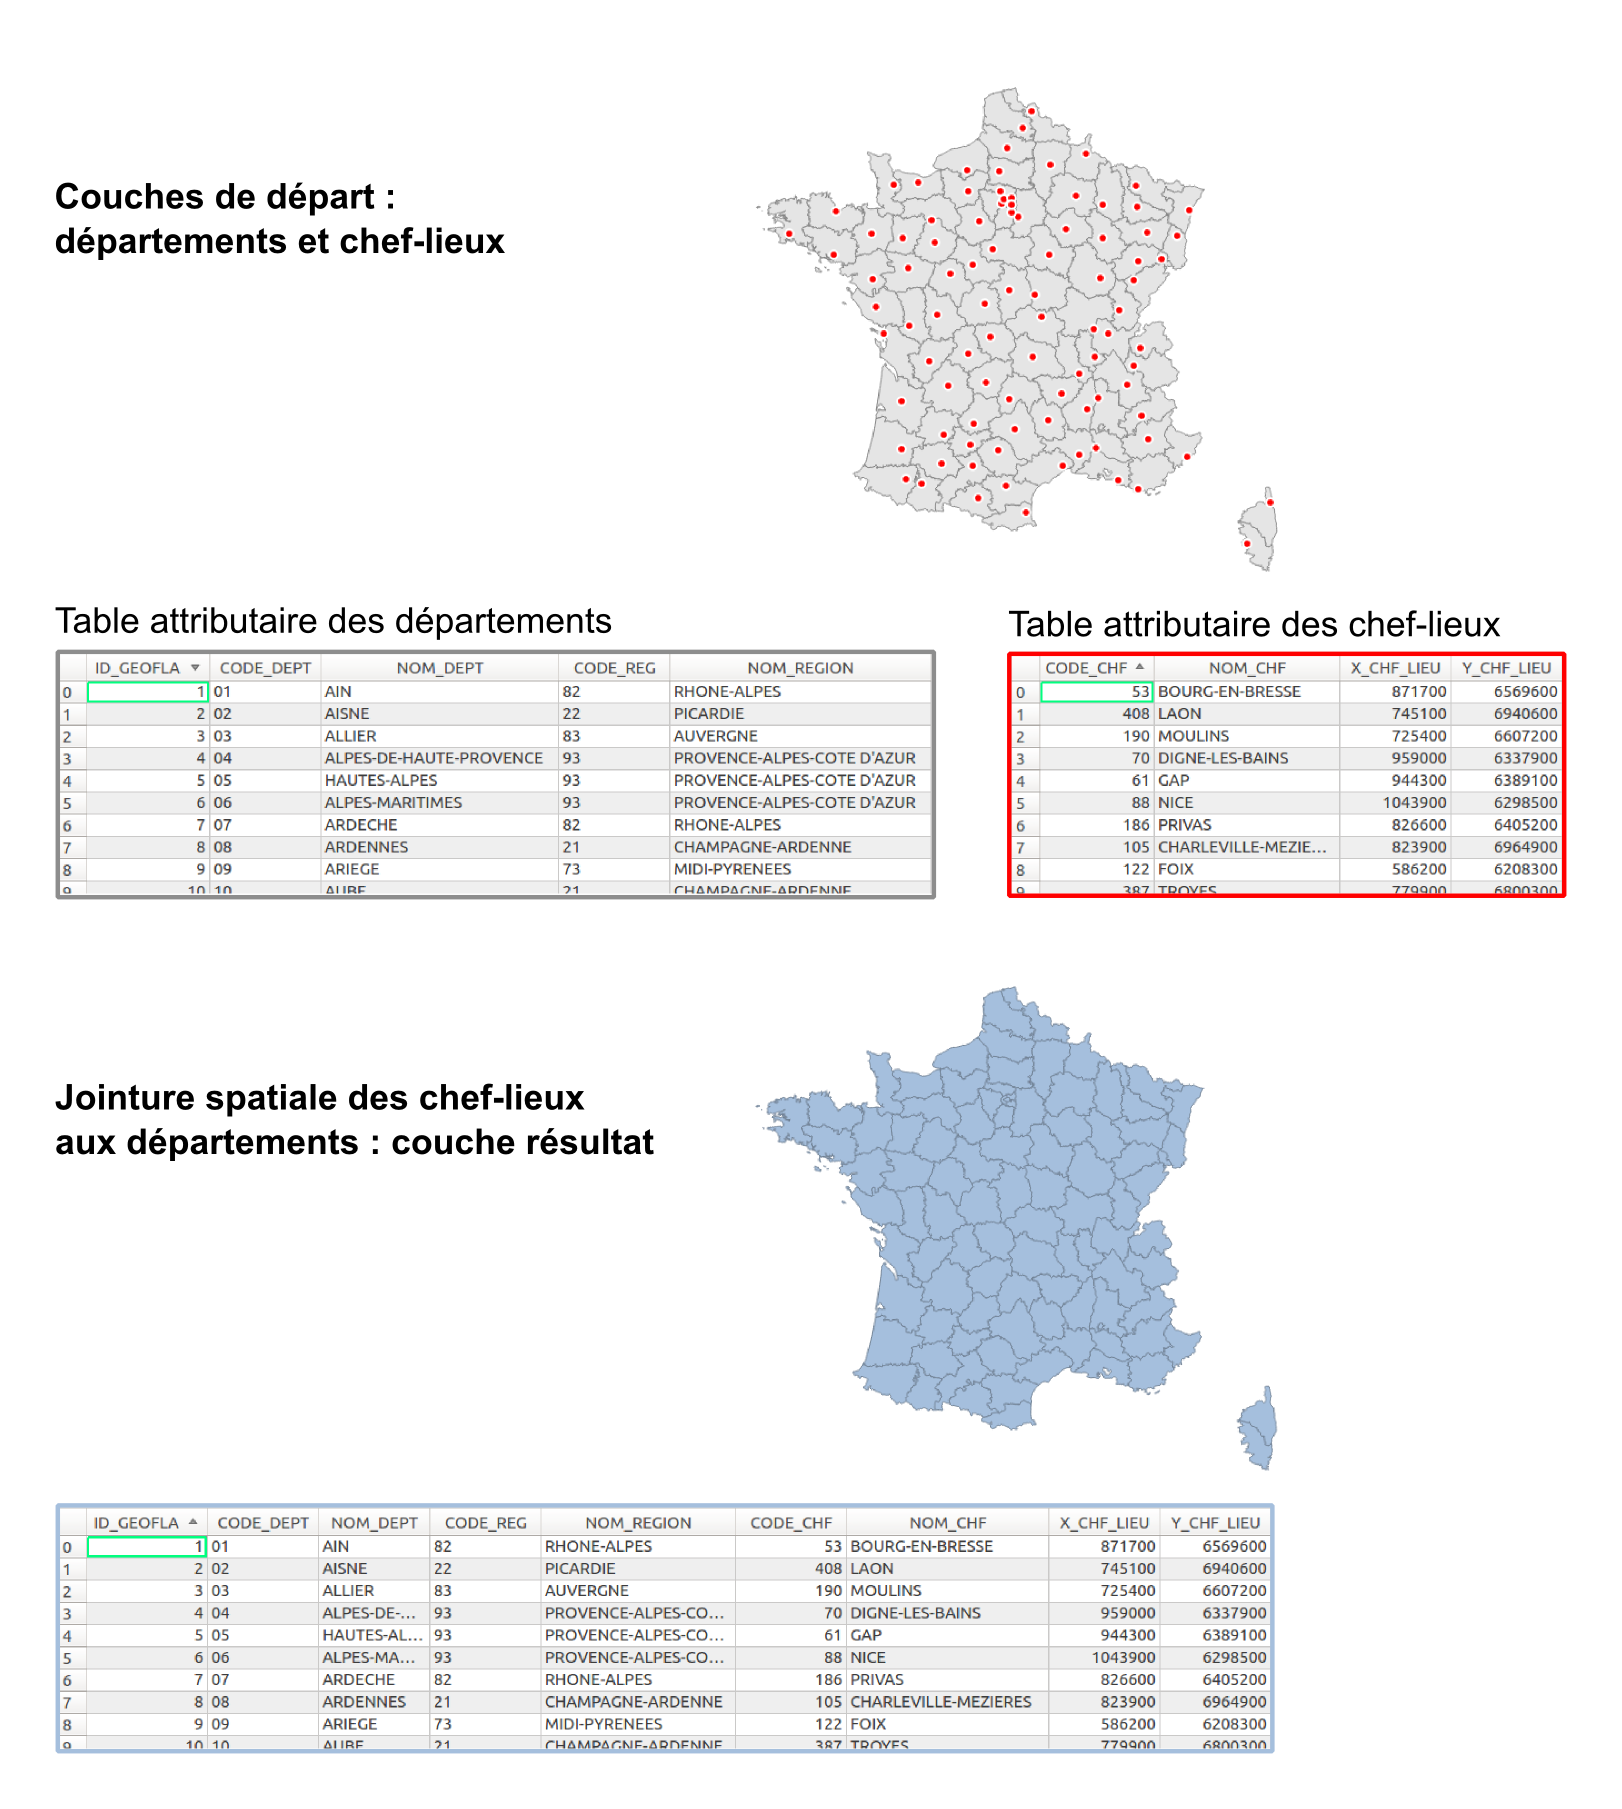 Couches de départ :
départements et chef-lieux
Table attributaire des départements
ID_GEOFLA CODE_DEPT NOM_DEPT CODE_REG NOM_REGION
0 1 01 AIN 82 RHONE-ALPES
1 2 02 AISNE 22 PICARDIE
2 3 03 ALLIER 83 AUVERGNE
3 4 04 ALPES-DE-HAUTE-PROVENCE 93 PROVENCE-ALPES-COTE D'AZUR
4 5 05 HAUTES-ALPES 93 PROVENCE-ALPES-COTE D'AZUR
5 6 06 ALPES-MARITIMES 93 PROVENCE-ALPES-COTE D'AZUR
6 7 07 ARDECHE 82 RHONE-ALPES
7 8 08 ARDENNES 21 CHAMPAGNE-ARDENNE
8 9 09 ARIEGE 73 MIDI-PYRENEES
9 10 10 AUBE 21 CHAMPAGNE-ARDENNE
Table attributaire des chef-lieux
CODE_CHF NOM_CHF X_CHF_LIEU Y_CHF_LIEU
0 53 BOURG-EN-BRESSE 871700 6569600
1 408 LAON 745100 6940600
2 190 MOULINS 725400 6607200
3 70 DIGNE-LES-BAINS 959000 6337900
4 61 GAP 944300 6389100
5 88 NICE 1043900 6298500
6 186 PRIVAS 826600 6405200
7 105 CHARLEVILLE-MEZIE... 823900 6964900
8 122 FOIX 586200 6208300
9 387 TROYES 779900 6800300
Jointure spatiale des chef-lieux
aux départements : couche résultat
ID_GEOFLA CODE_DEPT NOM_DEPT CODE_REG NOM_REGION CODE_CHF NOM_CHF X_CHF_LIEU Y_CHF_LIEU
0 1 01 AIN 82 RHONE-ALPES 53 BOURG-EN-BRESSE 871700 6569600
1 2 02 AISNE 22 PICARDIE 408 LAON 745100 6940600
2 3 03 ALLIER 83 AUVERGNE 190 MOULINS 725400 6607200
3 4 04 ALPES-DE-... 93 PROVENCE-ALPES-CO... 70 DIGNE-LES-BAINS 959000 6337900
4 5 05 HAUTES-AL... 93 PROVENCE-ALPES-CO... 61 GAP 944300 6389100
5 6 06 ALPES-MA... 93 PROVENCE-ALPES-CO... 88 NICE 1043900 6298500
6 7 07 ARDECHE 82 RHONE-ALPES 186 PRIVAS 826600 6405200
7 8 08 ARDENNES 21 CHAMPAGNE-ARDENNE 105 CHARLEVILLE-MEZIERES 823900 6964900
8 9 09 ARIEGE 73 MIDI-PYRENEES 122 FOIX 586200 6208300
9 10 10 AUBE 21 CHAMPAGNE-ARDENNE 387 TROYES 779900 6800300